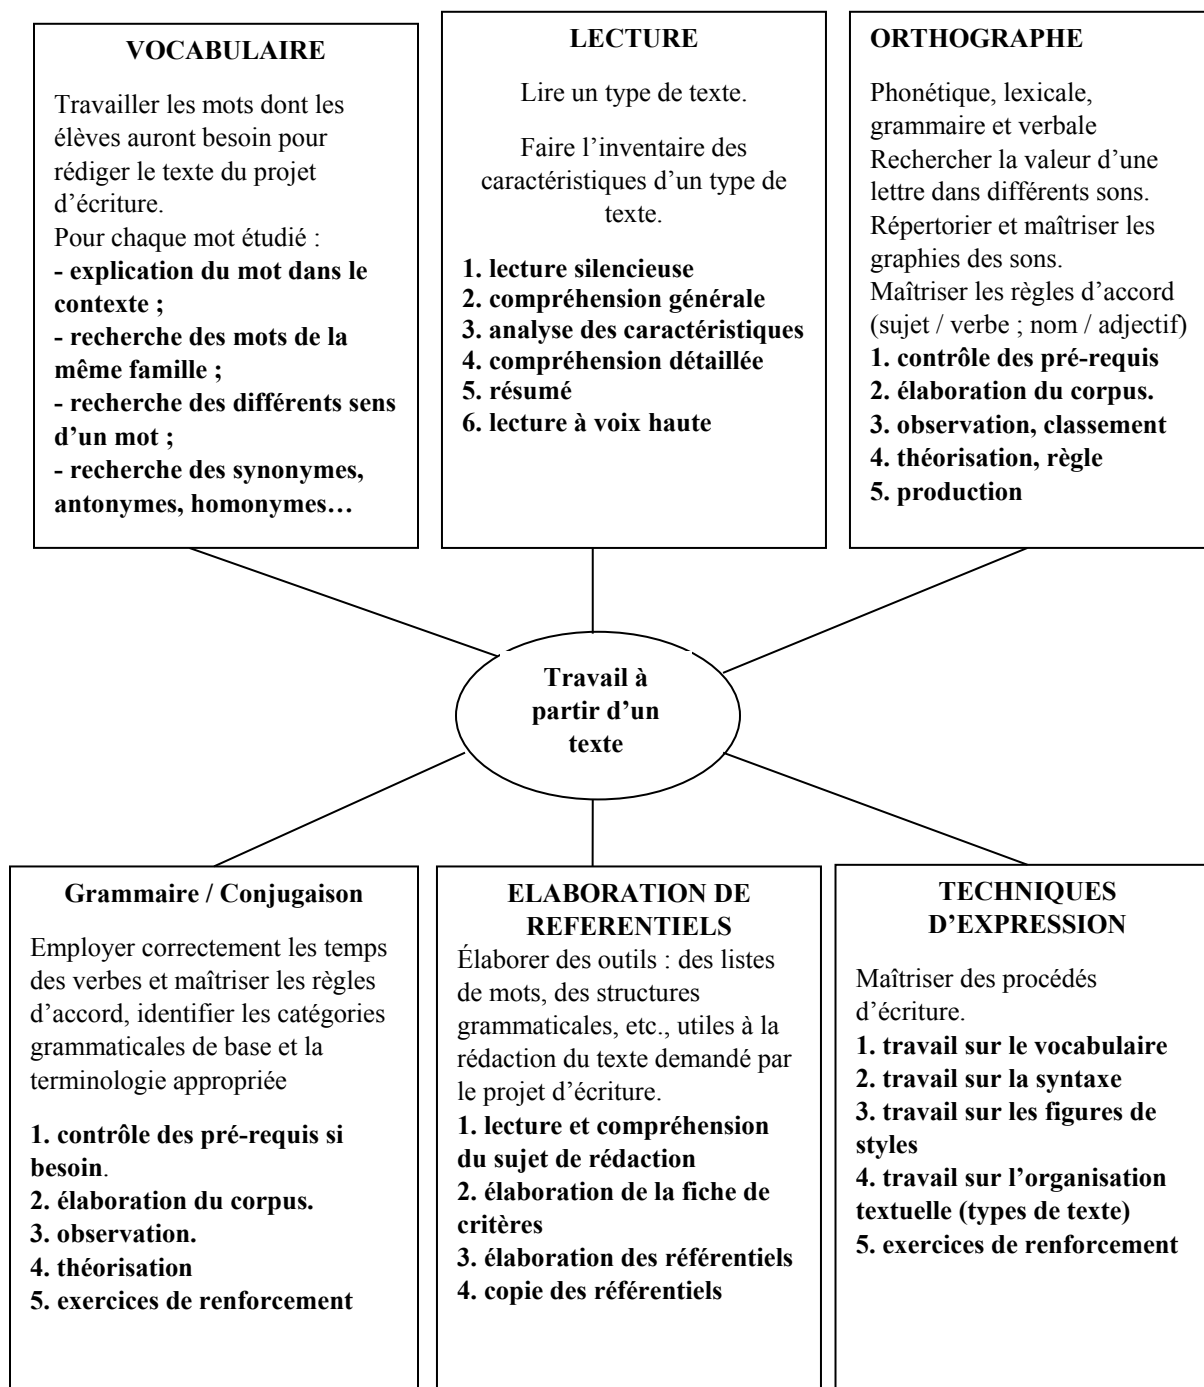 VOCABULAIRE
Travailler les mots dont les
élèves auront besoin pour
rédiger le texte du projet
d’écriture.
Pour chaque mot étudié :
- explication du mot dans le
contexte ;
- recherche des mots de la
même famille ;
- recherche des différents sens
d’un mot ;
- recherche des synonymes,
antonymes, homonymes…
LECTURE
Lire un type de texte.
Faire l’inventaire des
caractéristiques d’un type de
texte.
1. lecture silencieuse
2. compréhension générale
3. analyse des caractéristiques
4. compréhension détaillée
5. résumé
6. lecture à voix haute
ORTHOGRAPHE
Phonétique, lexicale,
grammaire et verbale
Rechercher la valeur d’une
lettre dans différents sons.
Répertorier et maîtriser les
graphies des sons.
Maîtriser les règles d’accord
(sujet / verbe ; nom / adjectif)
1. contrôle des pré-requis
2. élaboration du corpus.
3. observation, classement
4. théorisation, règle
5. production
Travail à
partir d’un
texte
Grammaire / Conjugaison
Employer correctement les temps
des verbes et maîtriser les règles
d’accord, identifier les catégories
grammaticales de base et la
terminologie appropriée
1. contrôle des pré-requis si
besoin.
2. élaboration du corpus.
3. observation.
4. théorisation
5. exercices de renforcement
ELABORATION DE
REFERENTIELS
Élaborer des outils : des listes
de mots, des structures
grammaticales, etc., utiles à la
rédaction du texte demandé par
le projet d’écriture.
1. lecture et compréhension
du sujet de rédaction
2. élaboration de la fiche de
critères
3. élaboration des référentiels
4. copie des référentiels
TECHNIQUES
D’EXPRESSION
Maîtriser des procédés
d’écriture.
1. travail sur le vocabulaire
2. travail sur la syntaxe
3. travail sur les figures de
styles
4. travail sur l’organisation
textuelle (types de texte)
5. exercices de renforcement